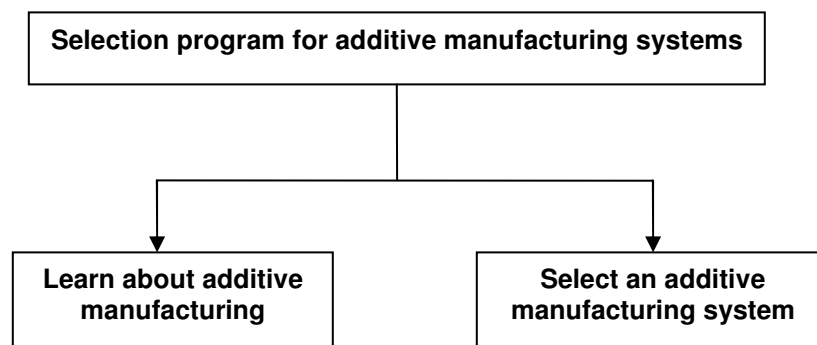 Selection program for additive manufacturing systems
Learn about additive
manufacturing
Select an additive
manufacturing system